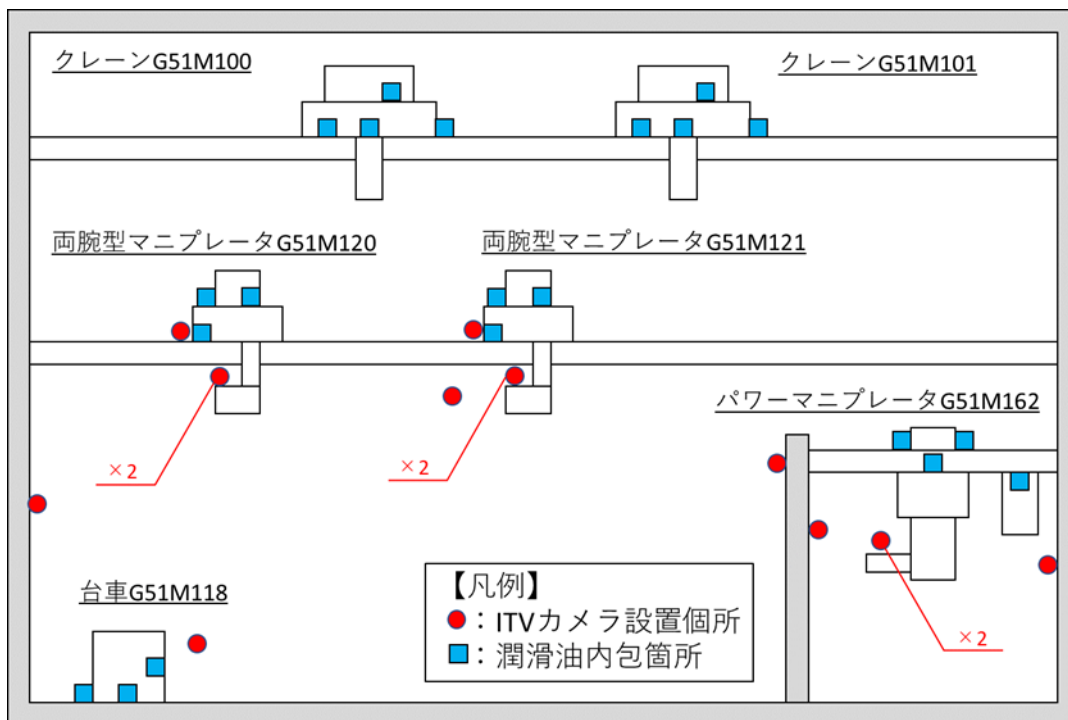 クレーンG51M100
クレーンG51M101
両腕型マニプレータG51M120
両腕型マニプレータG51M121
パワーマニプレータG51M162
×2
×2
台車G51M118
【凡例】
：ITVカメラ設置個所
：潤滑油内包箇所
×2